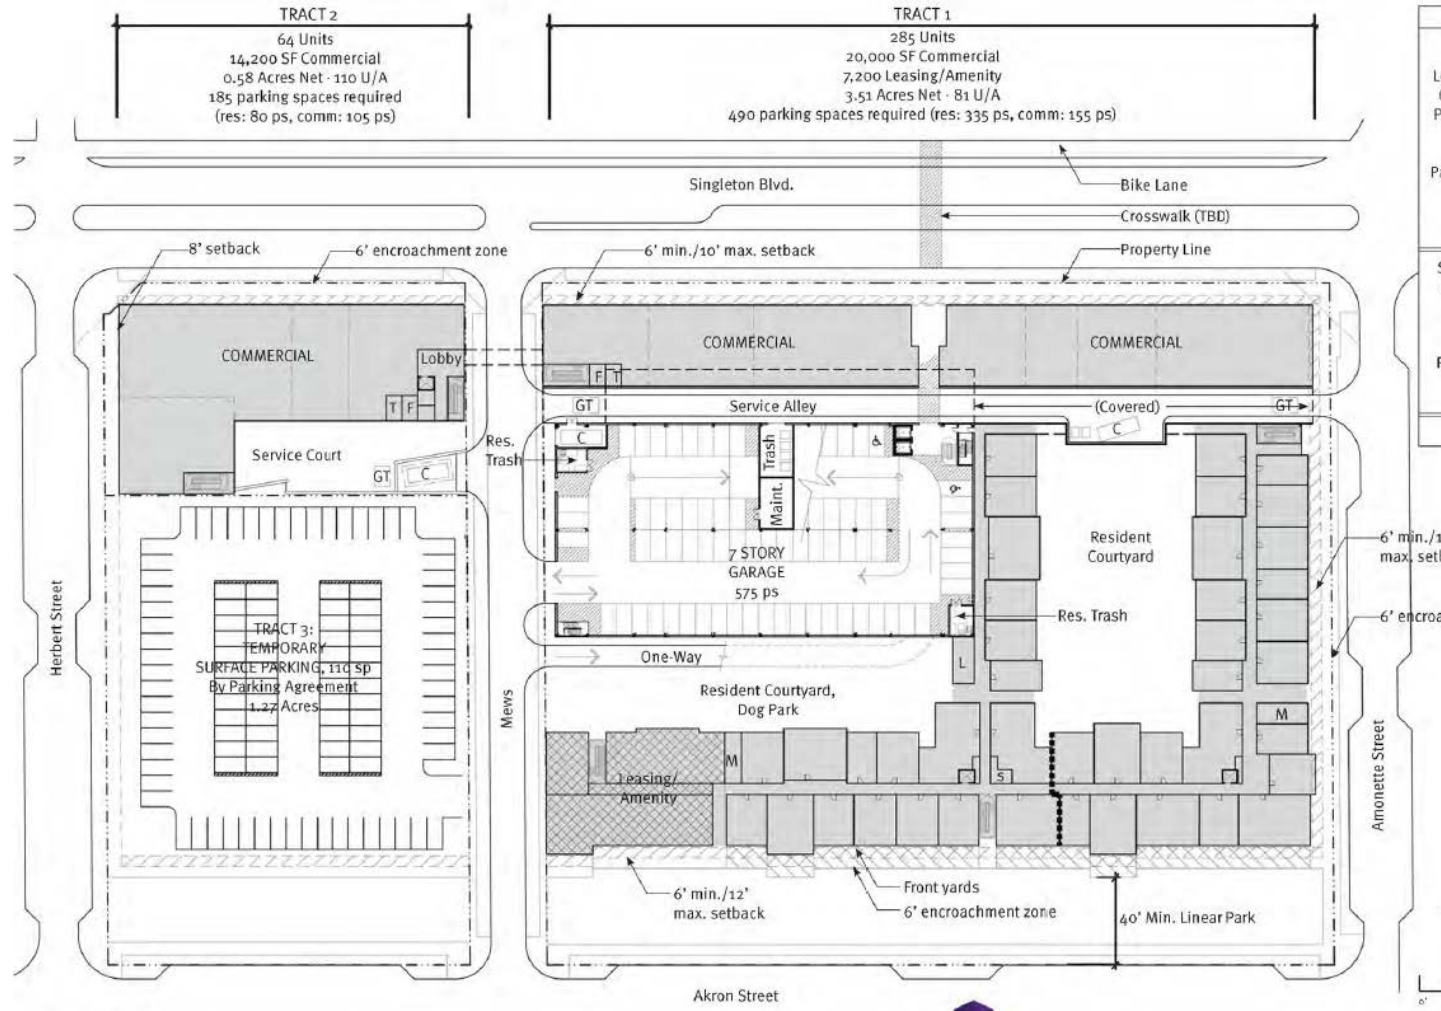 TRACT 2
64 Units
14,200 SF Commercial
0.58 Acres Net - 110 U/A
185 parking spaces required
(res: 80 ps, comm: 105 ps)
TRACT 1
285 Units
20,000 SF Commercial
7,200 Leasing/Amenity
3.51 Acres Net - 81 U/A
490 parking spaces required (res: 335 ps, comm: 155 ps)
Singleton Blvd.
Bike Lane
Crosswalk (TBD)
Property Line
8' setback
6' encroachment zone
6' min./10' max. setback
COMMERCIAL
Lobby
T F
COMMERCIAL
F T
COMMERCIAL
Service Court
GT
C
Res.
Trash
GT
C
Service Alley
(Covered)
GT
C
Trash
Maint.
7 STORY
GARAGE
575 ps
Resident
Courtyard
6' min./1
max. set
6' encroa
Res. Trash
One-Way
L
Resident Courtyard,
Dog Park
M
M
S
Leasing/
Amenity
TRACT 3:
TEMPORARY
SURFACE PARKING, 110 sp
By Parking Agreement
1.27 Acres
Herbert Street
Mews
Amonette Street
6' min./12'
max. setback
Front yards
6' encroachment zone
40' Min. Linear Park
Akron Street
0'